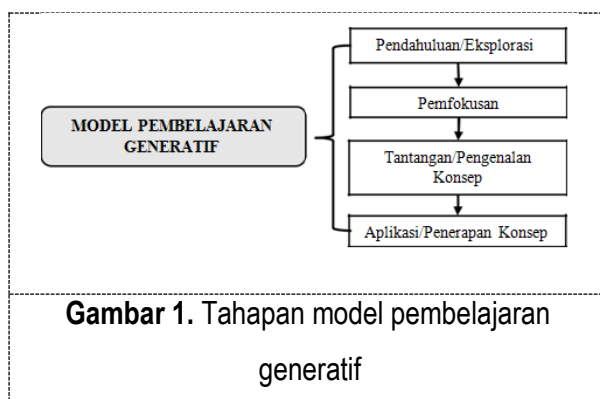 MODEL PEMBELAJARAN
GENERATIF
Pendahuluan/Eksplorasi
Pemfokusan
Tantangan/Pengenalan
Konsep
Aplikasi/Penerapan Konsep
Gambar 1. Tahapan model pembelajaran
generatif